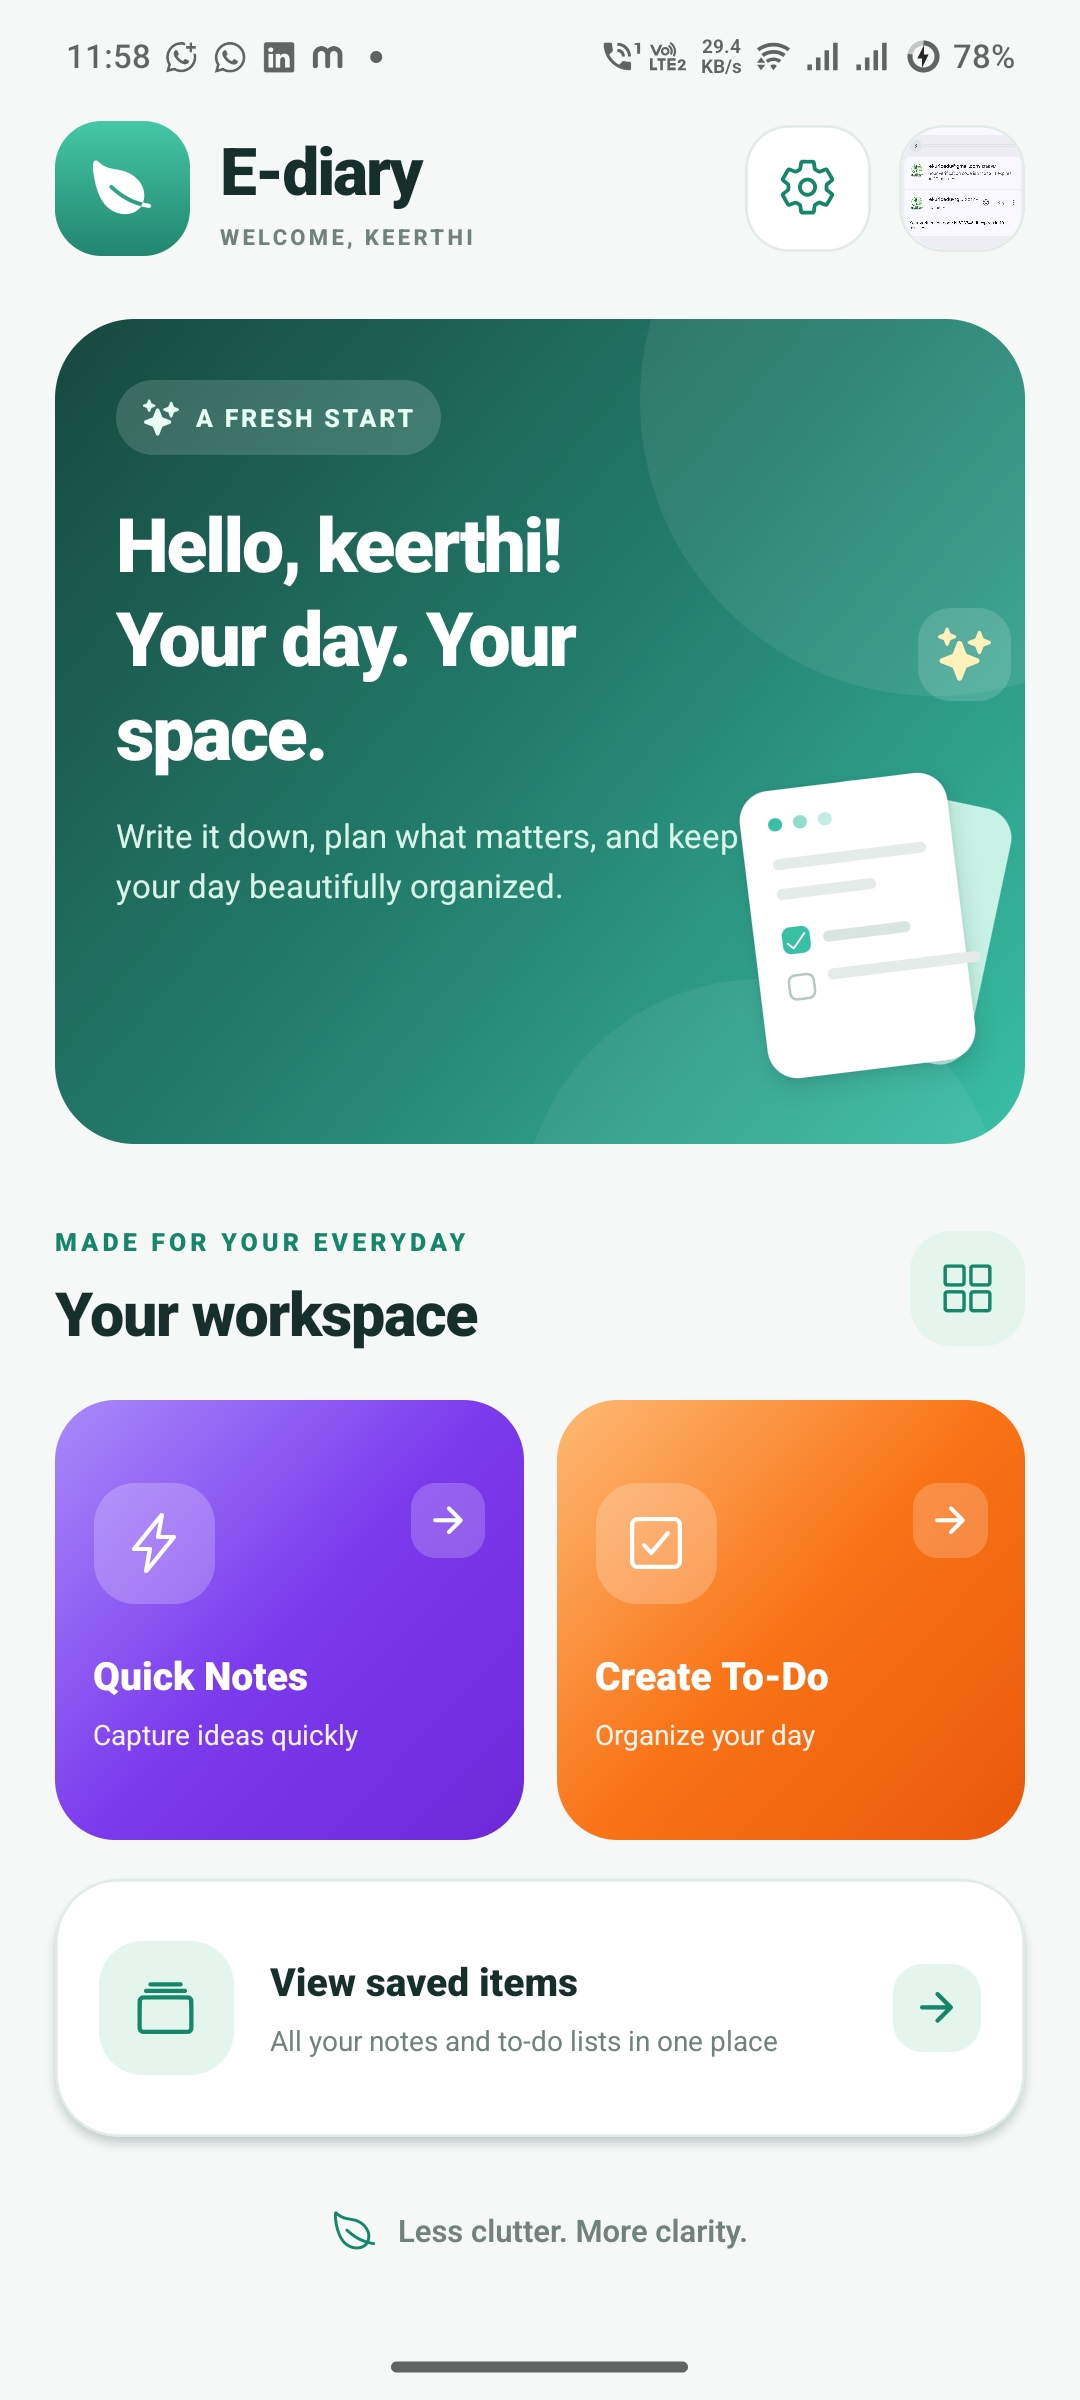 11:58
1 Vo) LTE2 29.4 KB/s 78%
E-diary
WELCOME, KEERTHI
A FRESH START
Hello, keerthi!
Your day. Your
space.
Write it down, plan what matters, and keep
your day beautifully organized.
MADE FOR YOUR EVERYDAY
Your workspace
Quick Notes
Capture ideas quickly
Create To-Do
Organize your day
View saved items
All your notes and to-do lists in one place
Less clutter. More clarity.